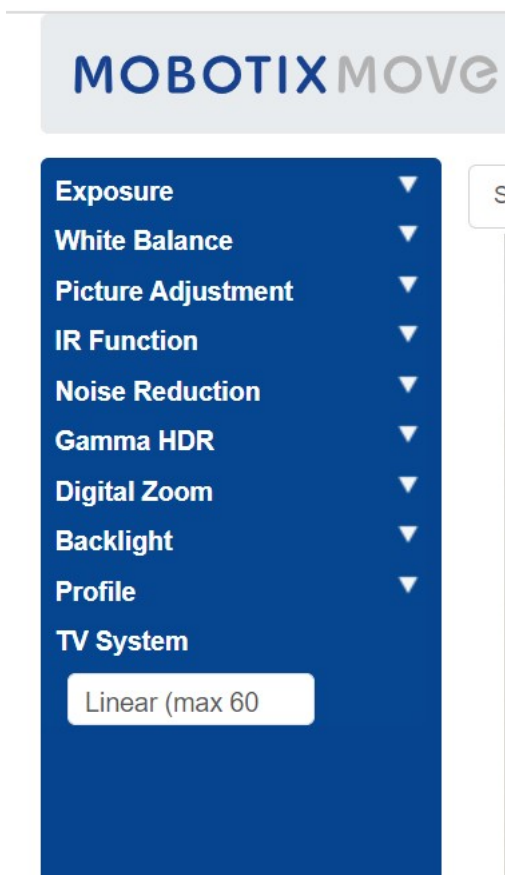 MOBOTIX MOVE
Exposure
S
White Balance
Picture Adjustment
IR Function
Noise Reduction
Gamma HDR
Digital Zoom
Backlight
Profile
TV System
Linear (max 60